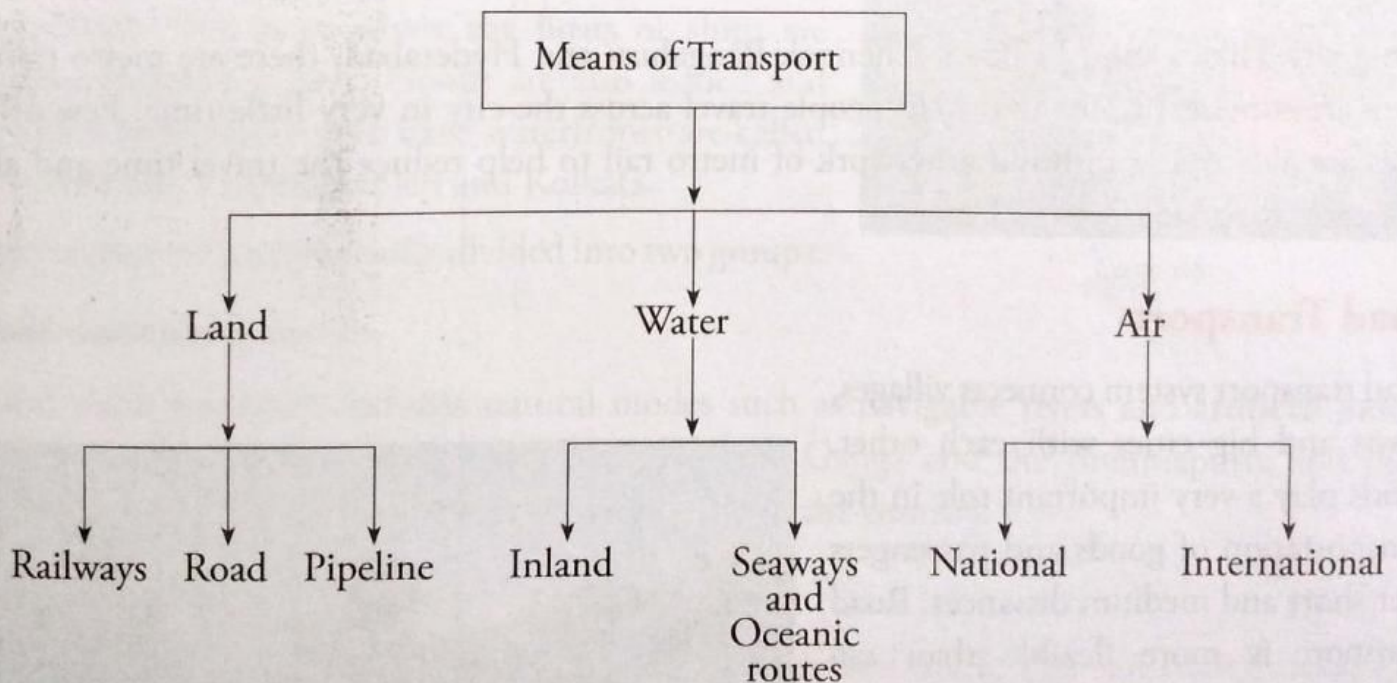 Means of Transport
Land
Water
Air
Railways
Road
Pipeline
Inland
Seaways
and
Oceanic
routes
National
International